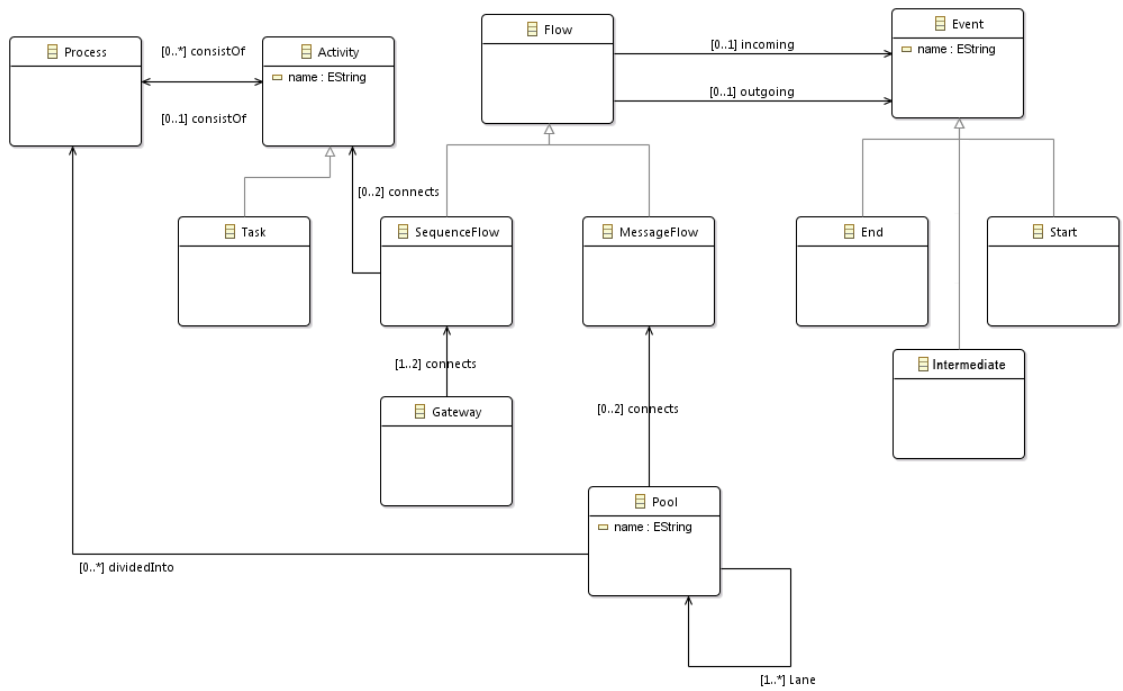 Flow
Event
name : EString
[0..1] incoming
[0..1] outgoing
Process
[0..*] consistOf
[0..1] consistOf
Activity
name : EString
[0..2] connects
Task
SequenceFlow
MessageFlow
End
Start
[1..2] connects
Intermediate
Gateway
[0..2] connects
Pool
name : EString
[0..*] dividedInto
[1..*] Lane